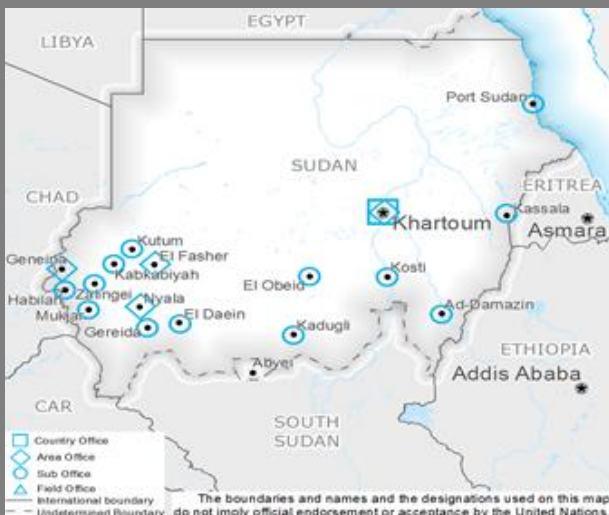 EGYPT
LIBYA
Port Sudan
SUDAN
CHAD
ERITREA
Kassala
Khartoum
Asmara
Kutum
El Fasher
Geneina
Kabkabiyah
El Obeid
Kosti
Habilah
Zalingei
Nyala
Mukjar
El Daein
Ad-Damazin
Gereida
Kadugli
ETHIOPIA
Abyei
Addis Ababa
CAR
SOUTH
SUDAN
Country Office
Area Office
Sub Office
Field Office
International boundary
Undetermined Boundary
The boundaries and names and the designations used on this map
do not imply official endorsement or acceptance by the United Nations.